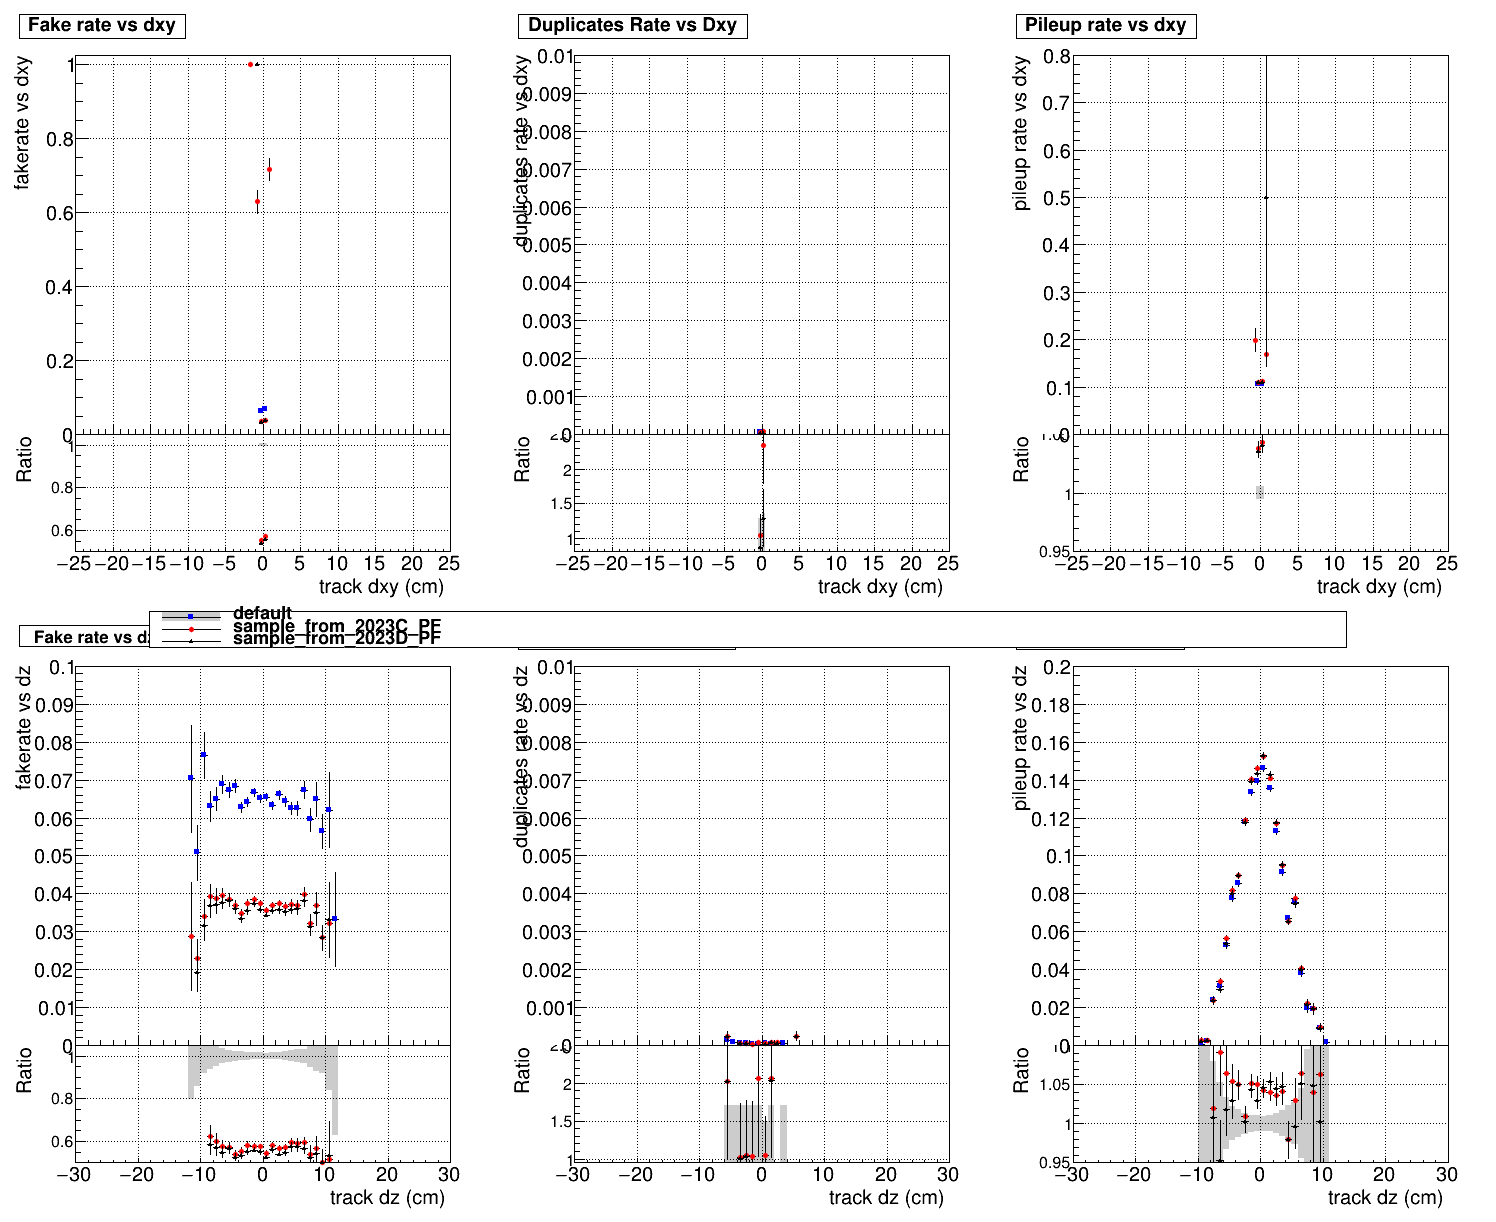 Fake rate vs dxy
Duplicates Rate vs Dxy
Pileup rate vs dxy
fakerate vs dxy
1
0.8
0.6
0.4
0.2
0
Ratio
1
0.8
0.6
−25 −20 −15 −10 −5 0 5 10 15 20 25
track dxy (cm)
duplicates rate vs dxy
0.01
0.009
0.008
0.007
0.006
0.005
0.004
0.003
0.002
0.001
0
Ratio
2
1.5
1
−25 −20 −15 −10 −5 0 5 10 15 20 25
track dxy (cm)
pileup rate vs dxy
0.8
0.7
0.6
0.5
0.4
0.3
0.2
0.1
0
Ratio
1
0.95
−25 −20 −15 −10 −5 0 5 10 15 20 25
track dxy (cm)
default
sample_from_2023C_PF
sample_from_2023D_PF
Fake rate vs dz
fakerate vs dz
0.1
0.09
0.08
0.07
0.06
0.05
0.04
0.03
0.02
0.01
0
Ratio
1
0.8
0.6
−30 −20 −10 0 10 20 30
track dz (cm)
duplicates rate vs dz
0.01
0.009
0.008
0.007
0.006
0.005
0.004
0.003
0.002
0.001
0
Ratio
2
1.5
1
−30 −20 −10 0 10 20 30
track dz (cm)
pileup rate vs dz
0.2
0.18
0.16
0.14
0.12
0.1
0.08
0.06
0.04
0.02
0
Ratio
1.05
1
0.95
−30 −20 −10 0 10 20 30
track dz (cm)